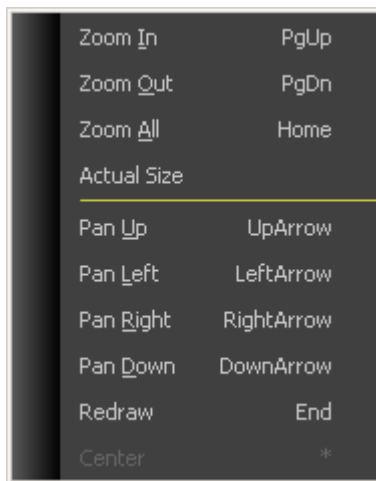 Zoom In PgUp
Zoom Out PgDn
Zoom All Home
Actual Size
Pan Up UpArrow
Pan Left LeftArrow
Pan Right RightArrow
Pan Down DownArrow
Redraw End
Center *